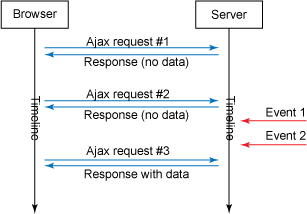 Browser
Server
Ajax request #1
Response (no data)
Timeline
Timeline
Ajax request #2
Response (no data)
Event 1
Event 2
Ajax request #3
Response with data